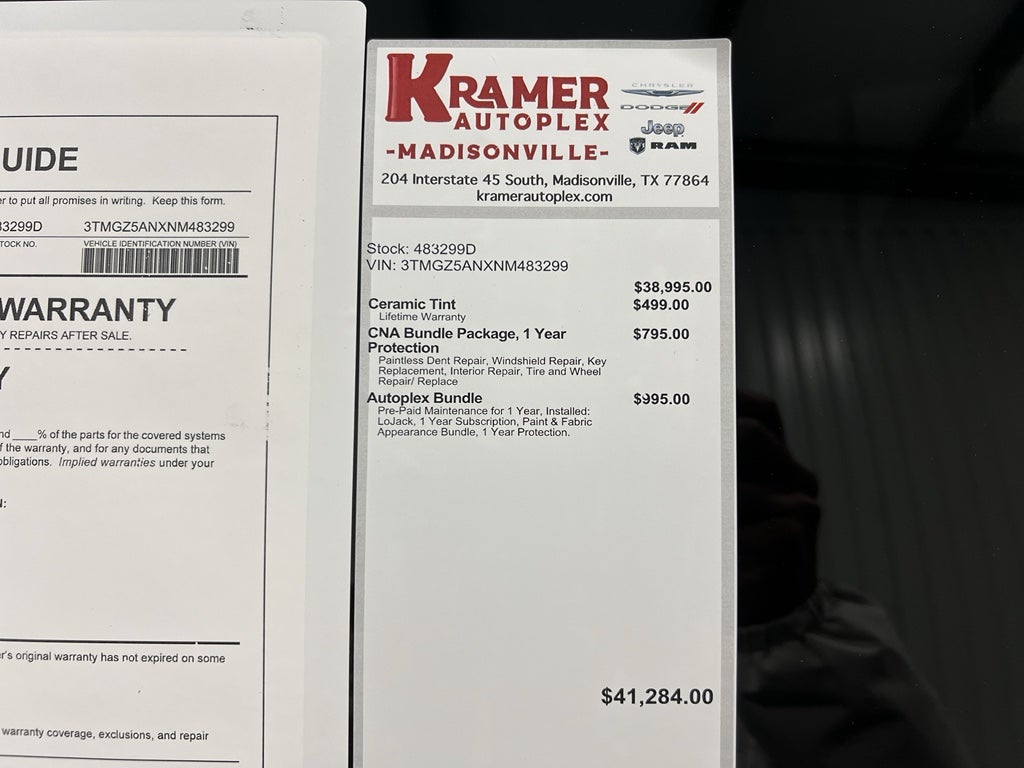 UIDE
er to put all promises in writing. Keep this form.
83299D 3TMGZ5ANXNM483299
TOCK NO. VEHICLE IDENTIFICATION NUMBER (VIN)
WARRANTY
Y REPAIRS AFTER SALE.
Y
nd ____% of the parts for the covered systems
f the warranty, and for any documents that
obligations. Implied warranties under your
N:
er's original warranty has not expired on some
warranty coverage, exclusions, and repair
KRAMER
AUTOPLEX
-MADISONVILLE-
CHRYSLER
DODGE
Jeep
RAM
204 Interstate 45 South, Madisonville, TX 77864
kramerautoplex.com
Stock: 483299D
VIN: 3TMGZ5ANXNM483299
$38,995.00
Ceramic Tint $499.00
Lifetime Warranty
CNA Bundle Package, 1 Year $795.00
Protection
Paintless Dent Repair, Windshield Repair, Key
Replacement, Interior Repair, Tire and Wheel
Repair/ Replace
Autoplex Bundle $995.00
Pre-Paid Maintenance for 1 Year, Installed:
LoJack, 1 Year Subscription, Paint & Fabric
Appearance Bundle, 1 Year Protection.
$41,284.00